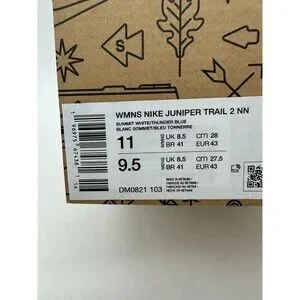 S
WMNS NIKE JUNIPER TRAIL 2 NN
SUMMIT WHITE/THUNDER BLUE
BLANC SOMMET/BLEU TONNERRE
11 WMNS UK 8.5 cm 28
BR 41 EUR 43
9.5 UK 8.5 cm 27.5
BR 41 EUR 43
DM0821 103